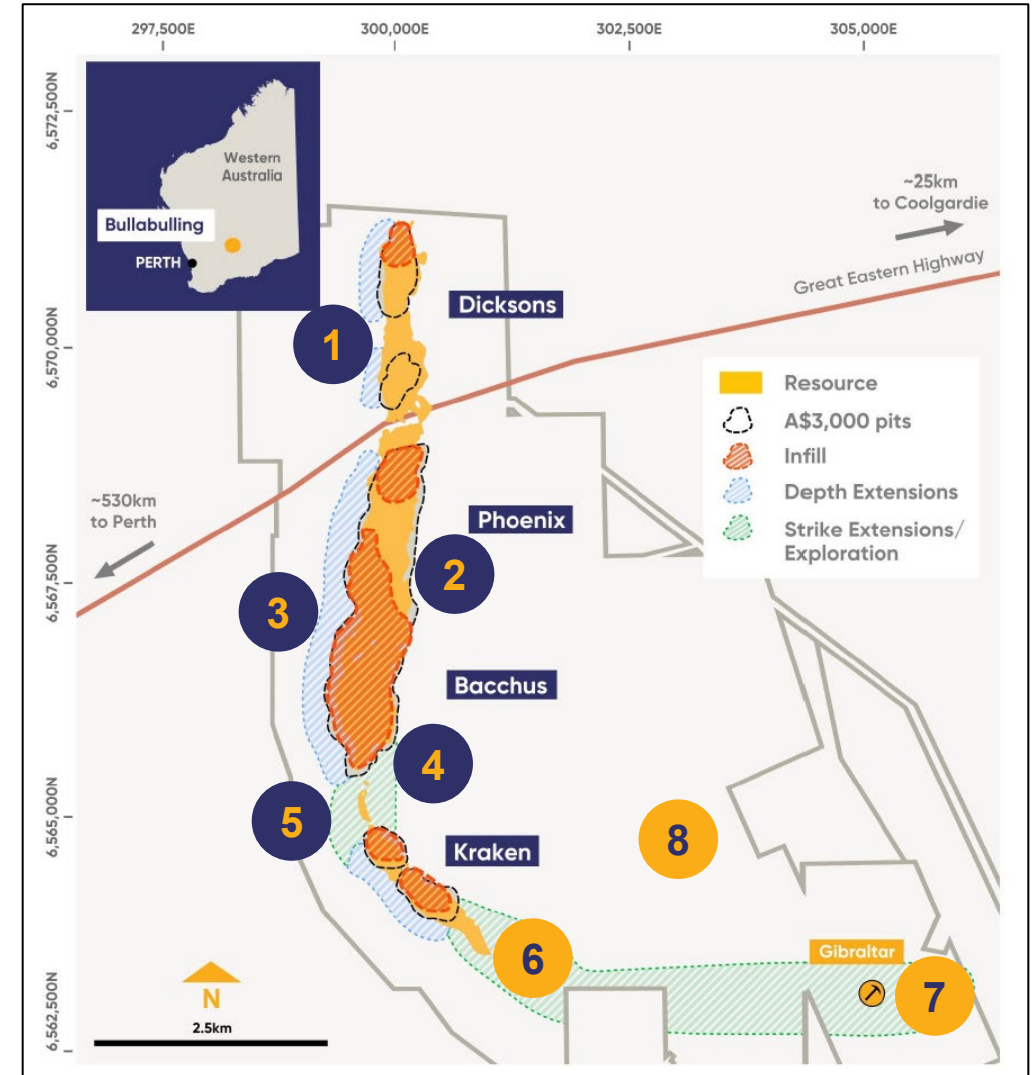 297,500E
300,000E
302,500E
305,000E
6,572,500N
6,570,000N
6,567,500N
6,565,000N
6,562,500N
Western
Australia
Bullabulling
PERTH
~25km
to Coolgardie
Great Eastern Highway
Dicksons
1
Resource
A$3,000 pits
Infill
Depth Extensions
Strike Extensions/
Exploration
~530km
to Perth
Phoenix
2
3
Bacchus
4
5
Kraken
8
6
Gibraltar
7
N
2.5km